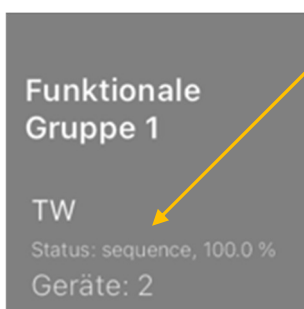 Funktionale
Gruppe 1
TW
Status: sequence, 100.0 %
Geräte: 2